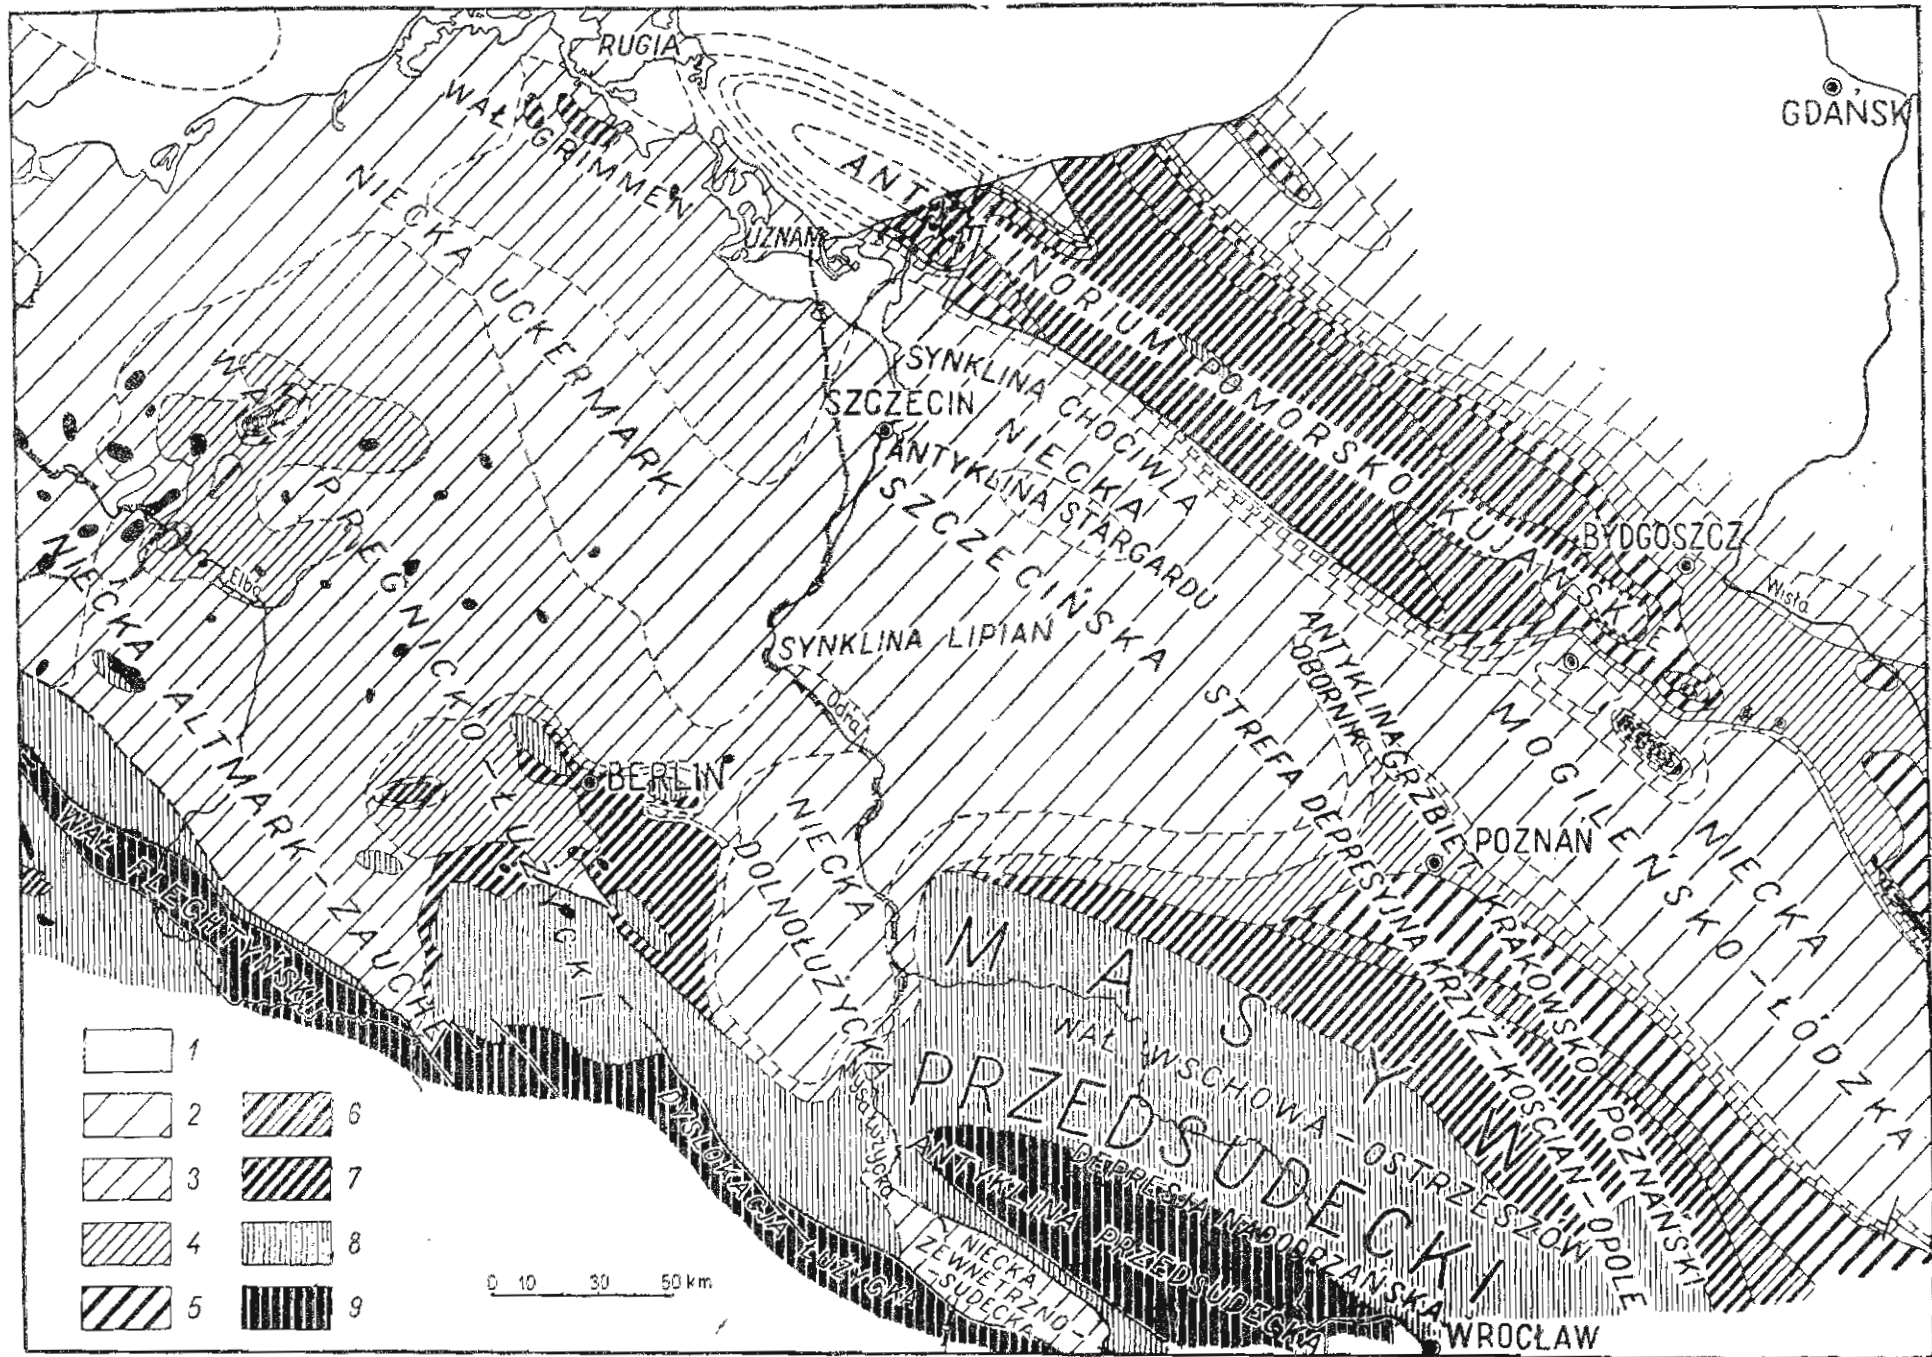 RUGIA
GDAŃSK
WAŁ GRIMMEN
NIECKA UCKERMARK
UZNAM
ANTYKLINORIUM POMORSKO-KUJAWSKIE
SYNKLINA CHOCIWLA
SZCZECIN
NIECKA
SZCZECIŃSKA
ANTYKLINA STARGARDU
WAŁ
PREGNICKO-ŁUŻYCKI
BYDGOSZCZ
Wisła
Elba
NIECKA ALTMARK-ZAUCHE
SYNKLINA LIPIAN
Odra
ANTYKLINA
OBORNIK
GRZBIET KRAKOWSKO POZNAŃSKI
STREFA DEPRESYJNA KRZYŻ-KOŚCIAN-OPOLE
NIECKA
MOGILEŃSKO-ŁÓDZKA
BERLIN
NIECKA
DOLNOŁUŻYCKA
POZNAŃ
WAŁ FLECHTYŃSKI
MASYW
PRZEDSUDECKI
WAŁ WSCHOWA-OSTRZESZÓW
DEPRESJA NADODRZAŃSKA
ANTYKLINA PRZEDSUDECKA
DYSLOKACJA ŁUŻYCKA
Nysa Łużycka
NIECKA
ZEWNĘTRZNO-
-SUDECKA
WROCŁAW
1
2
3
4
5
6
7
8
9
0 10 30 50 km